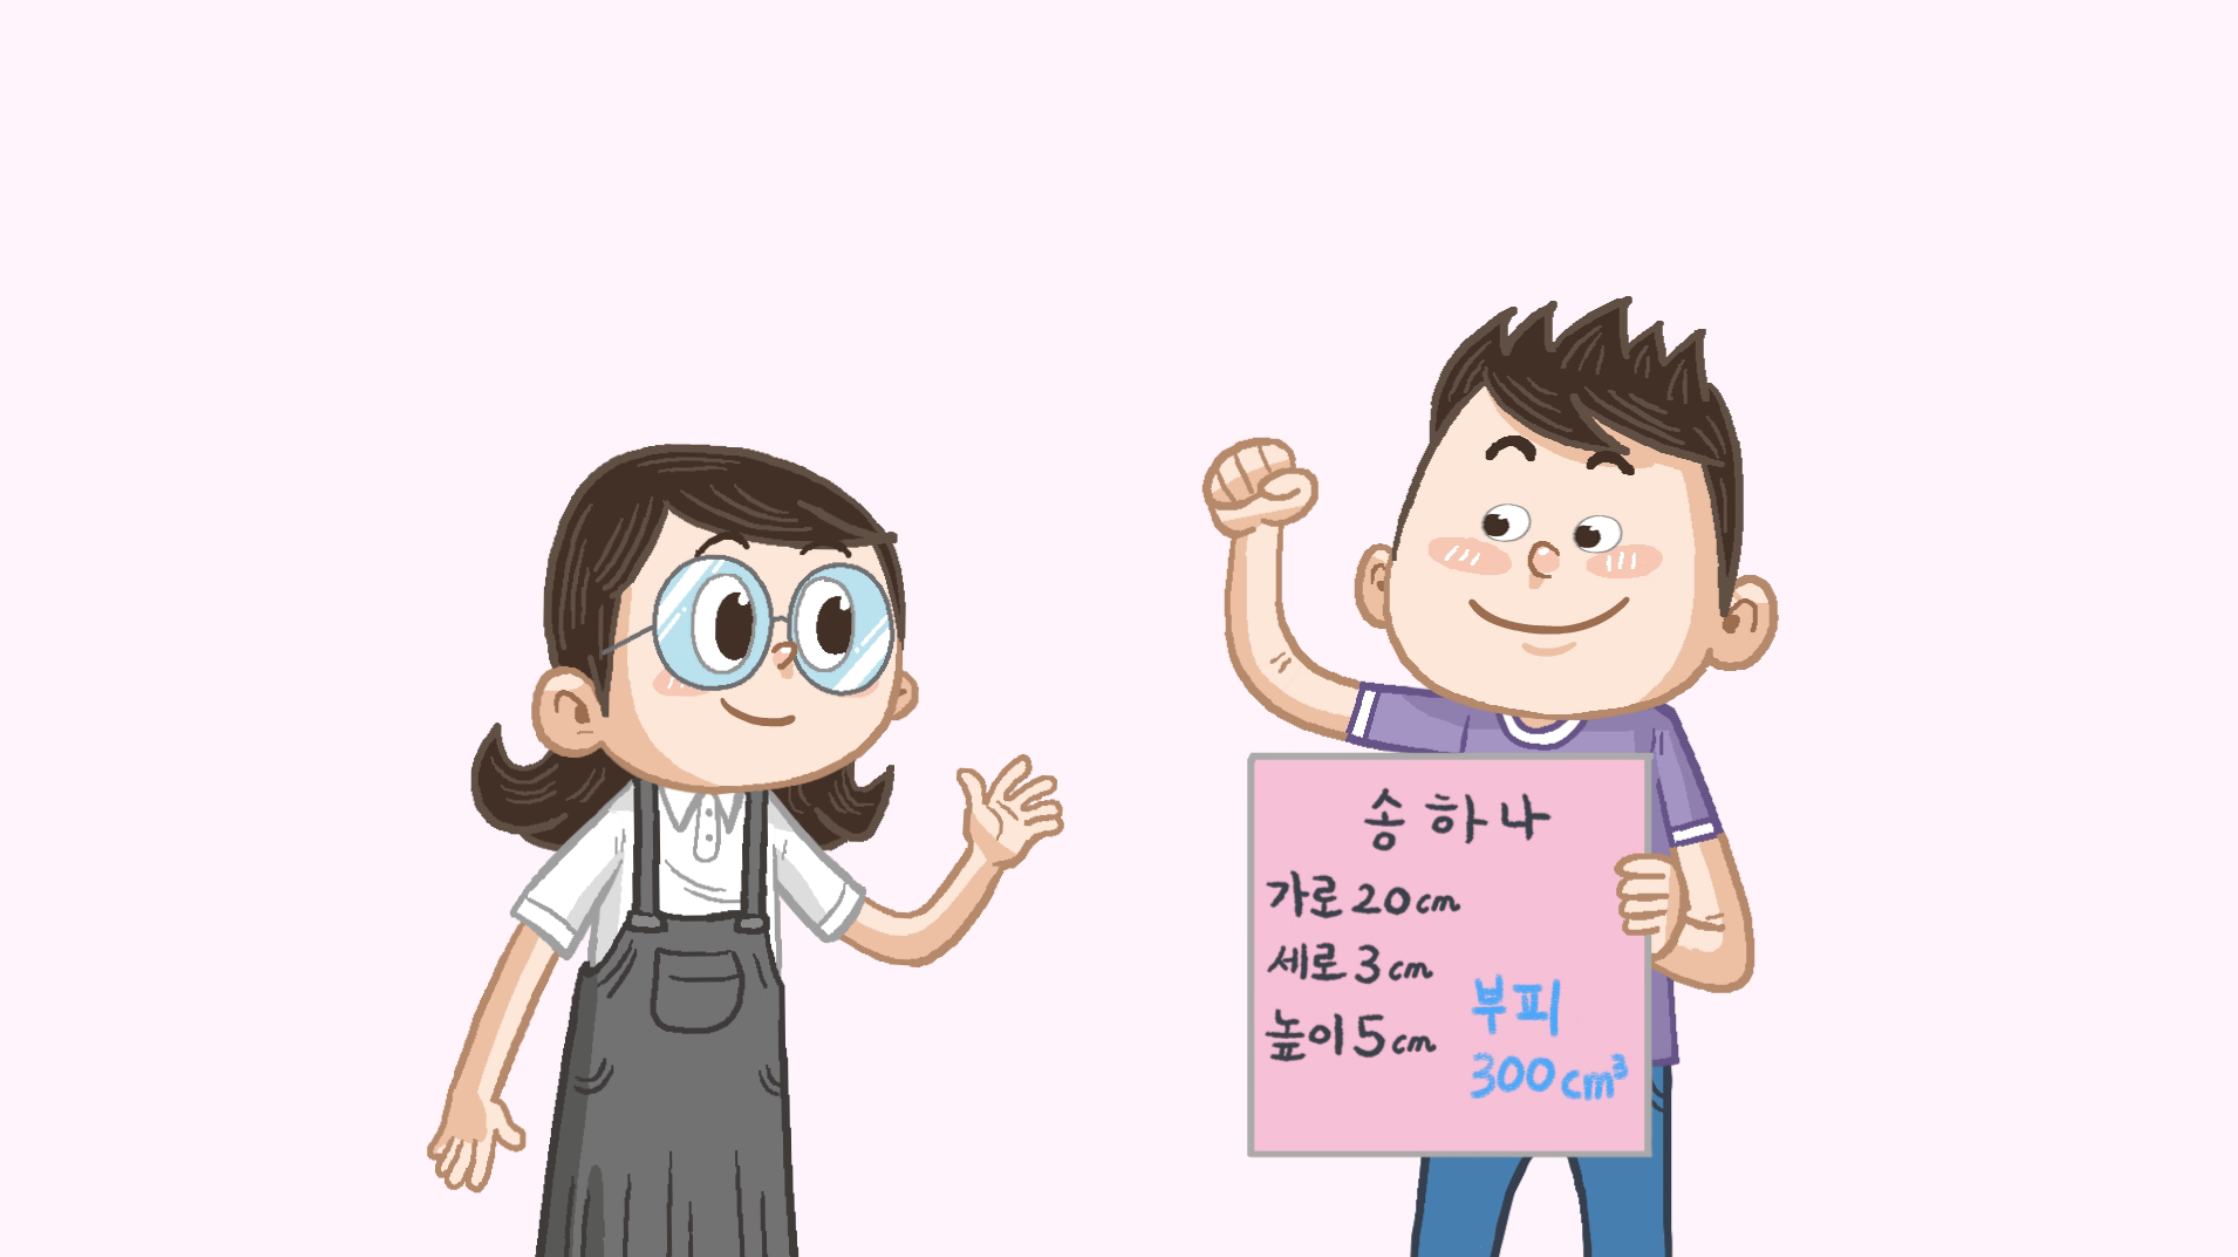 송하나
가로 20cm
세로 3cm
높이 5cm
부피
300cm³